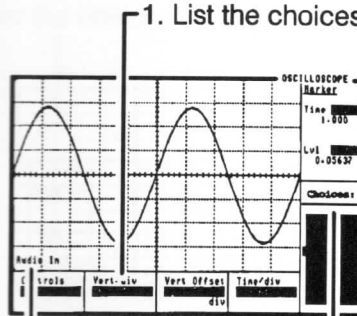 1. List the choices
OSCILLOSCOPE
Marker
Time
1.000
Lvl
0.05637
Choices:
Audio In
Controls
Vert-div
Vert Offset
Time/div
div